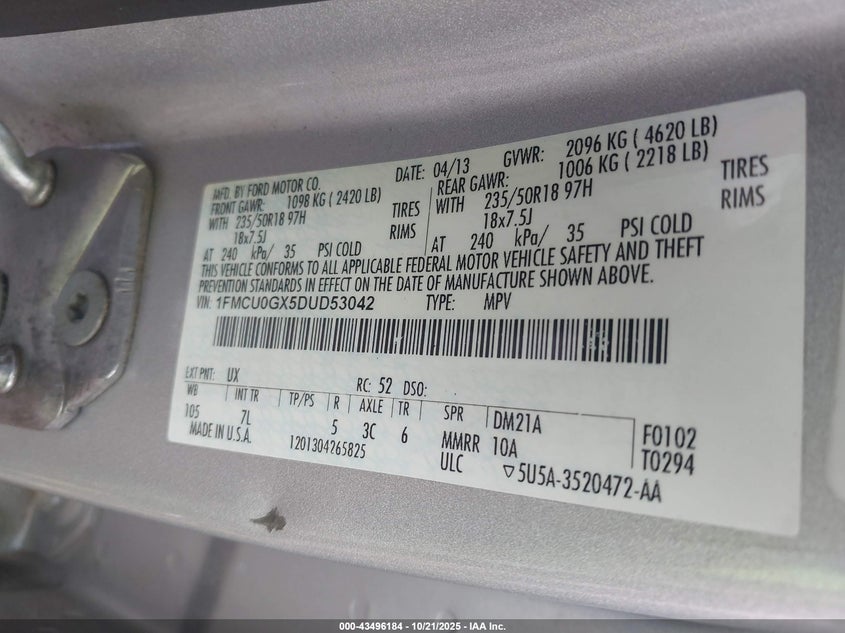 MFD. BY FORD MOTOR CO. DATE: 04/13 GVWR: 2096 KG ( 4620 LB)
FRONT GAWR: 1098 KG ( 2420 LB) REAR GAWR: 1006 KG ( 2218 LB)
WITH 235/50R18 97H TIRES WITH 235/50R18 97H TIRES
18x7.5J RIMS 18x7.5J RIMS
AT 240 kPa/ 35 PSI COLD AT 240 kPa/ 35 PSI COLD
THIS VEHICLE CONFORMS TO ALL APPLICABLE FEDERAL MOTOR VEHICLE SAFETY AND THEFT
PREVENTION STANDARDS IN EFFECT ON THE DATE OF MANUFACTURE SHOWN ABOVE.
VIN: 1FMCU0GX5DUD53042 TYPE: MPV
EXT PNT: UX RC: 52 DSO:
WB INT TR TP/PS R AXLE TR SPR DM21A F0102
105 7L 5 3C 6 MMRR 10A T0294
MADE IN U.S.A. 1201304265825 ULC ▽5U5A-3520472-AA
000-43496184 - 10/21/2025 - IAA Inc.